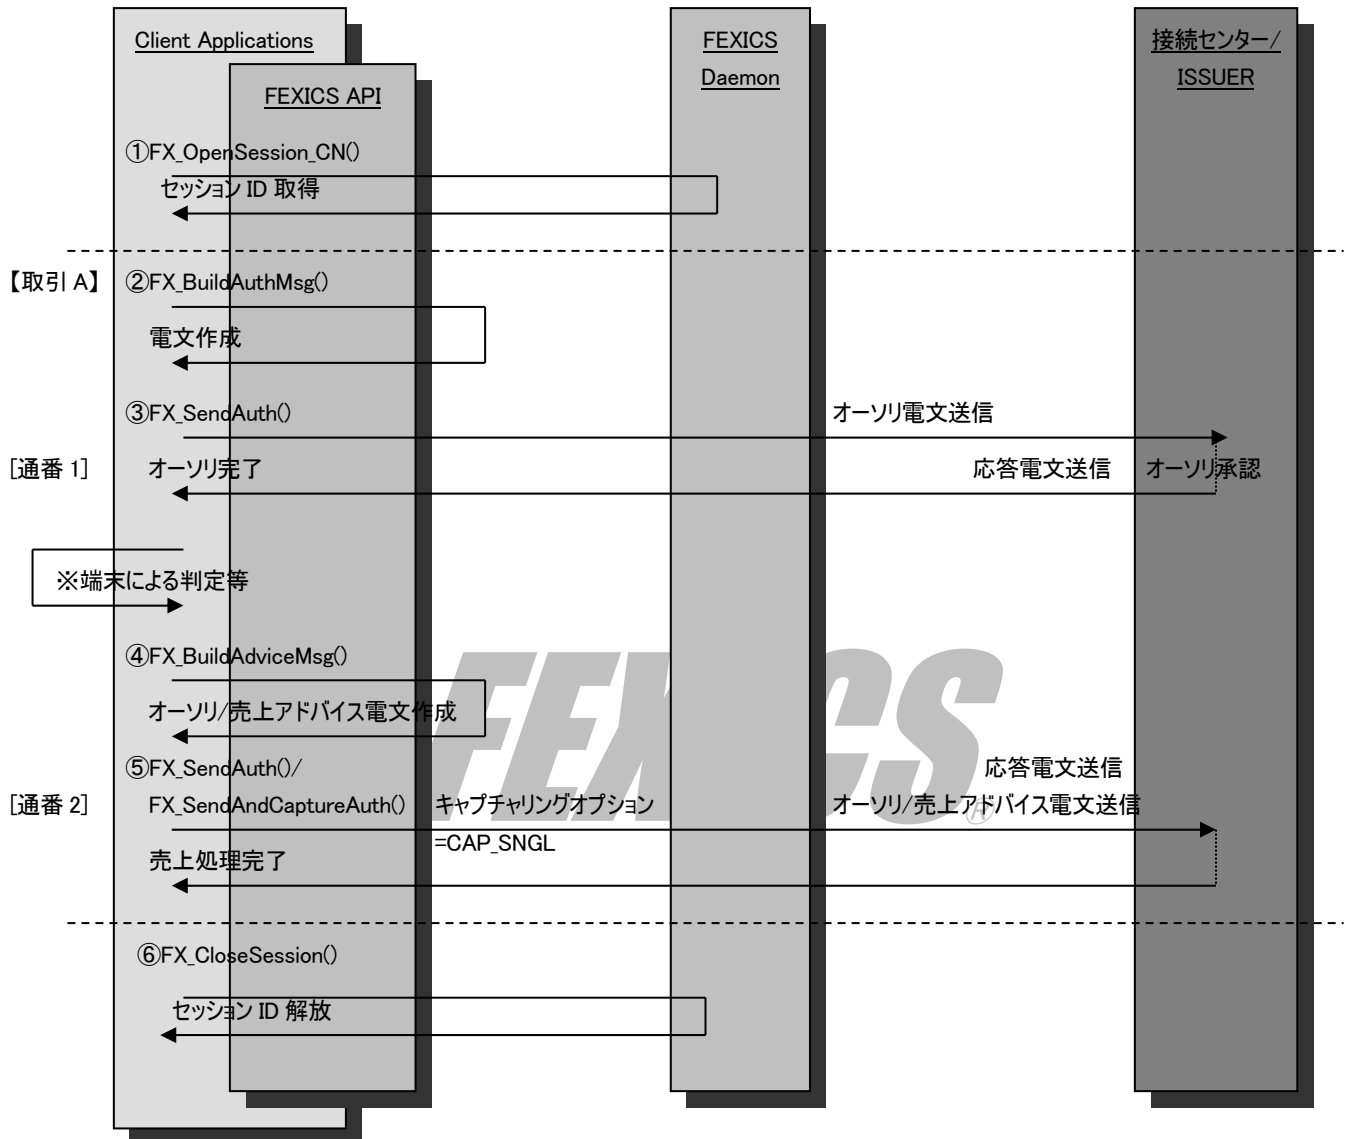 Client Applications
FEXICS API
FEXICS
Daemon
接続センター/
ISSUER
①FX_OpenSession_CN()
セッション ID 取得
【取引 A】
②FX_BuildAuthMsg()
電文作成
③FX_SendAuth()
オーソリ電文送信
[通番 1]
オーソリ完了
応答電文送信
オーソリ承認
※端末による判定等
④FX_BuildAdviceMsg()
オーソリ/売上アドバイス電文作成
⑤FX_SendAuth()/
応答電文送信
[通番 2]
FX_SendAndCaptureAuth()
キャプチャリングオプション
オーソリ/売上アドバイス電文送信
=CAP_SNGL
売上処理完了
⑥FX_CloseSession()
セッション ID 解放
FEXICS®